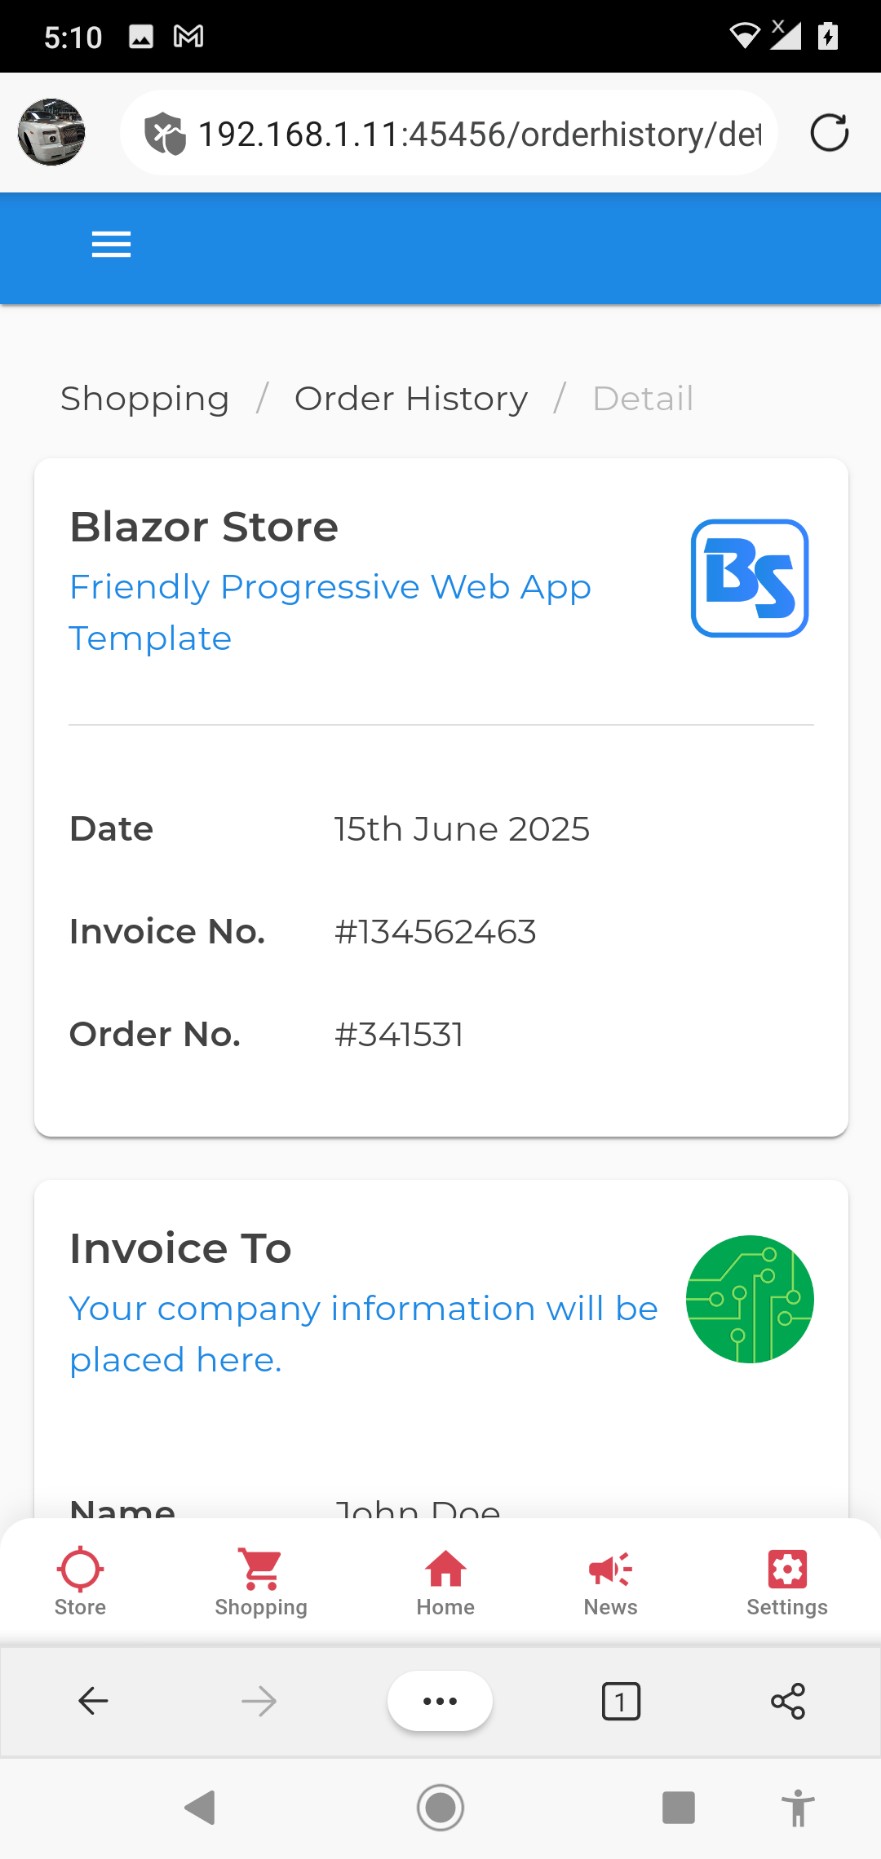 5:10
192.168.1.11:45456/orderhistory/det
Shopping / Order History / Detail
Blazor Store
Friendly Progressive Web App
Template
BS
Date 15th June 2025
Invoice No. #134562463
Order No. #341531
Invoice To
Your company information will be
placed here.
Name John Doe
Store Shopping Home News Settings
1